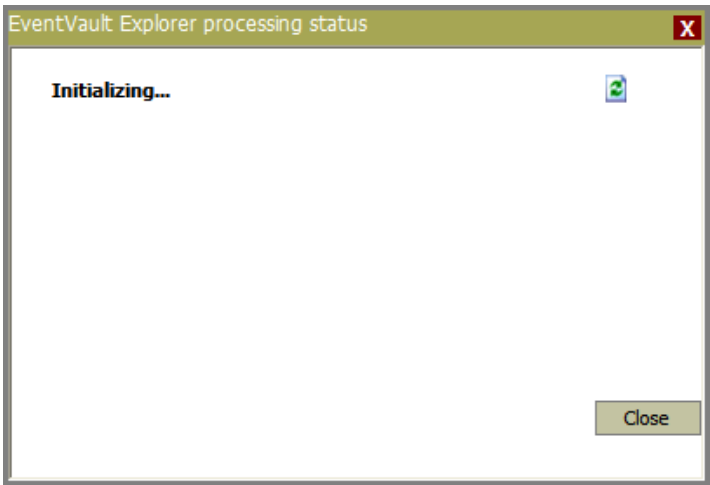 EventVault Explorer processing status
X
Initializing...
Close